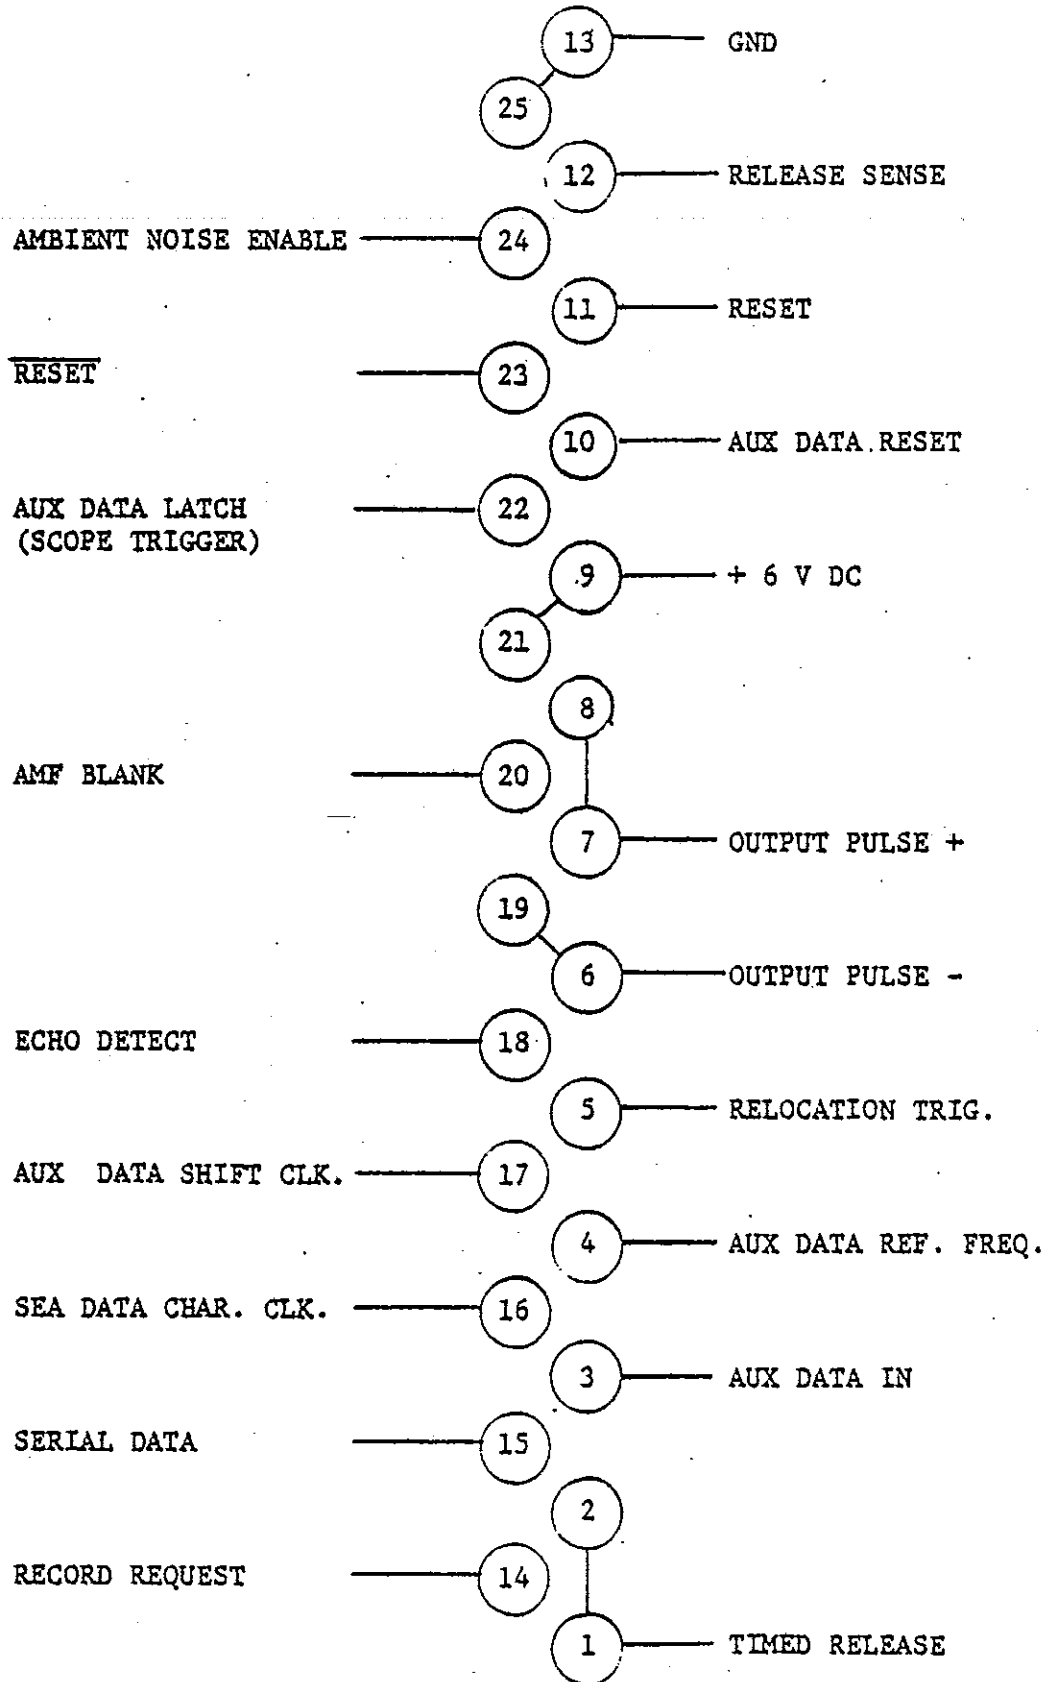 13 GND
25
12 RELEASE SENSE
AMBIENT NOISE ENABLE 24
11 RESET
R̅E̅S̅E̅T̅ 23
10 AUX DATA RESET
AUX DATA LATCH 22
(SCOPE TRIGGER)
9 + 6 V DC
21
8
AMF BLANK 20
7 OUTPUT PULSE +
19
6 OUTPUT PULSE -
ECHO DETECT 18
5 RELOCATION TRIG.
AUX DATA SHIFT CLK. 17
4 AUX DATA REF. FREQ.
SEA DATA CHAR. CLK. 16
3 AUX DATA IN
SERIAL DATA 15
2
RECORD REQUEST 14
1 TIMED RELEASE